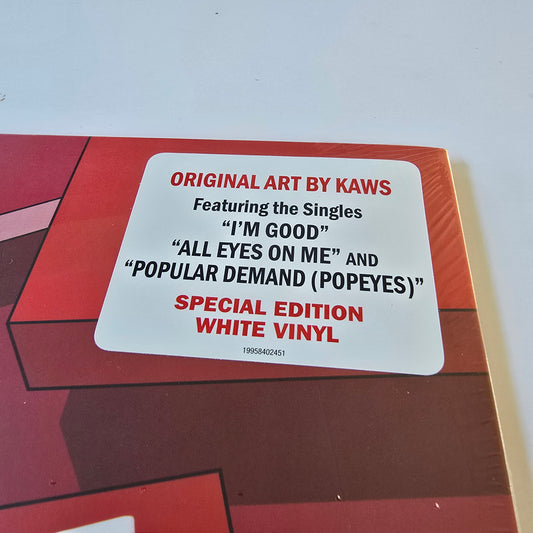 ORIGINAL ART BY KAWS
Featuring the Singles
“I’M GOOD”
“ALL EYES ON ME” AND
“POPULAR DEMAND (POPEYES)”
SPECIAL EDITION
WHITE VINYL
19958402451